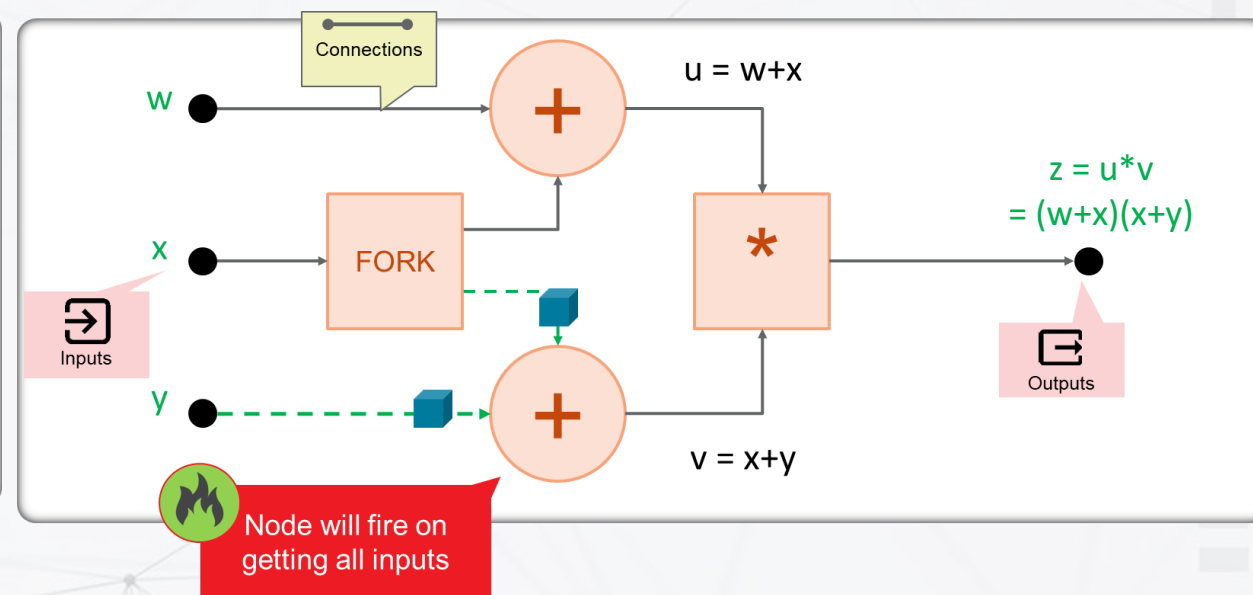 Connections
w
+
u = w+x
x
FORK
*
z = u*v
= (w+x)(x+y)
Inputs
Outputs
y
+
v = x+y
Node will fire on
getting all inputs